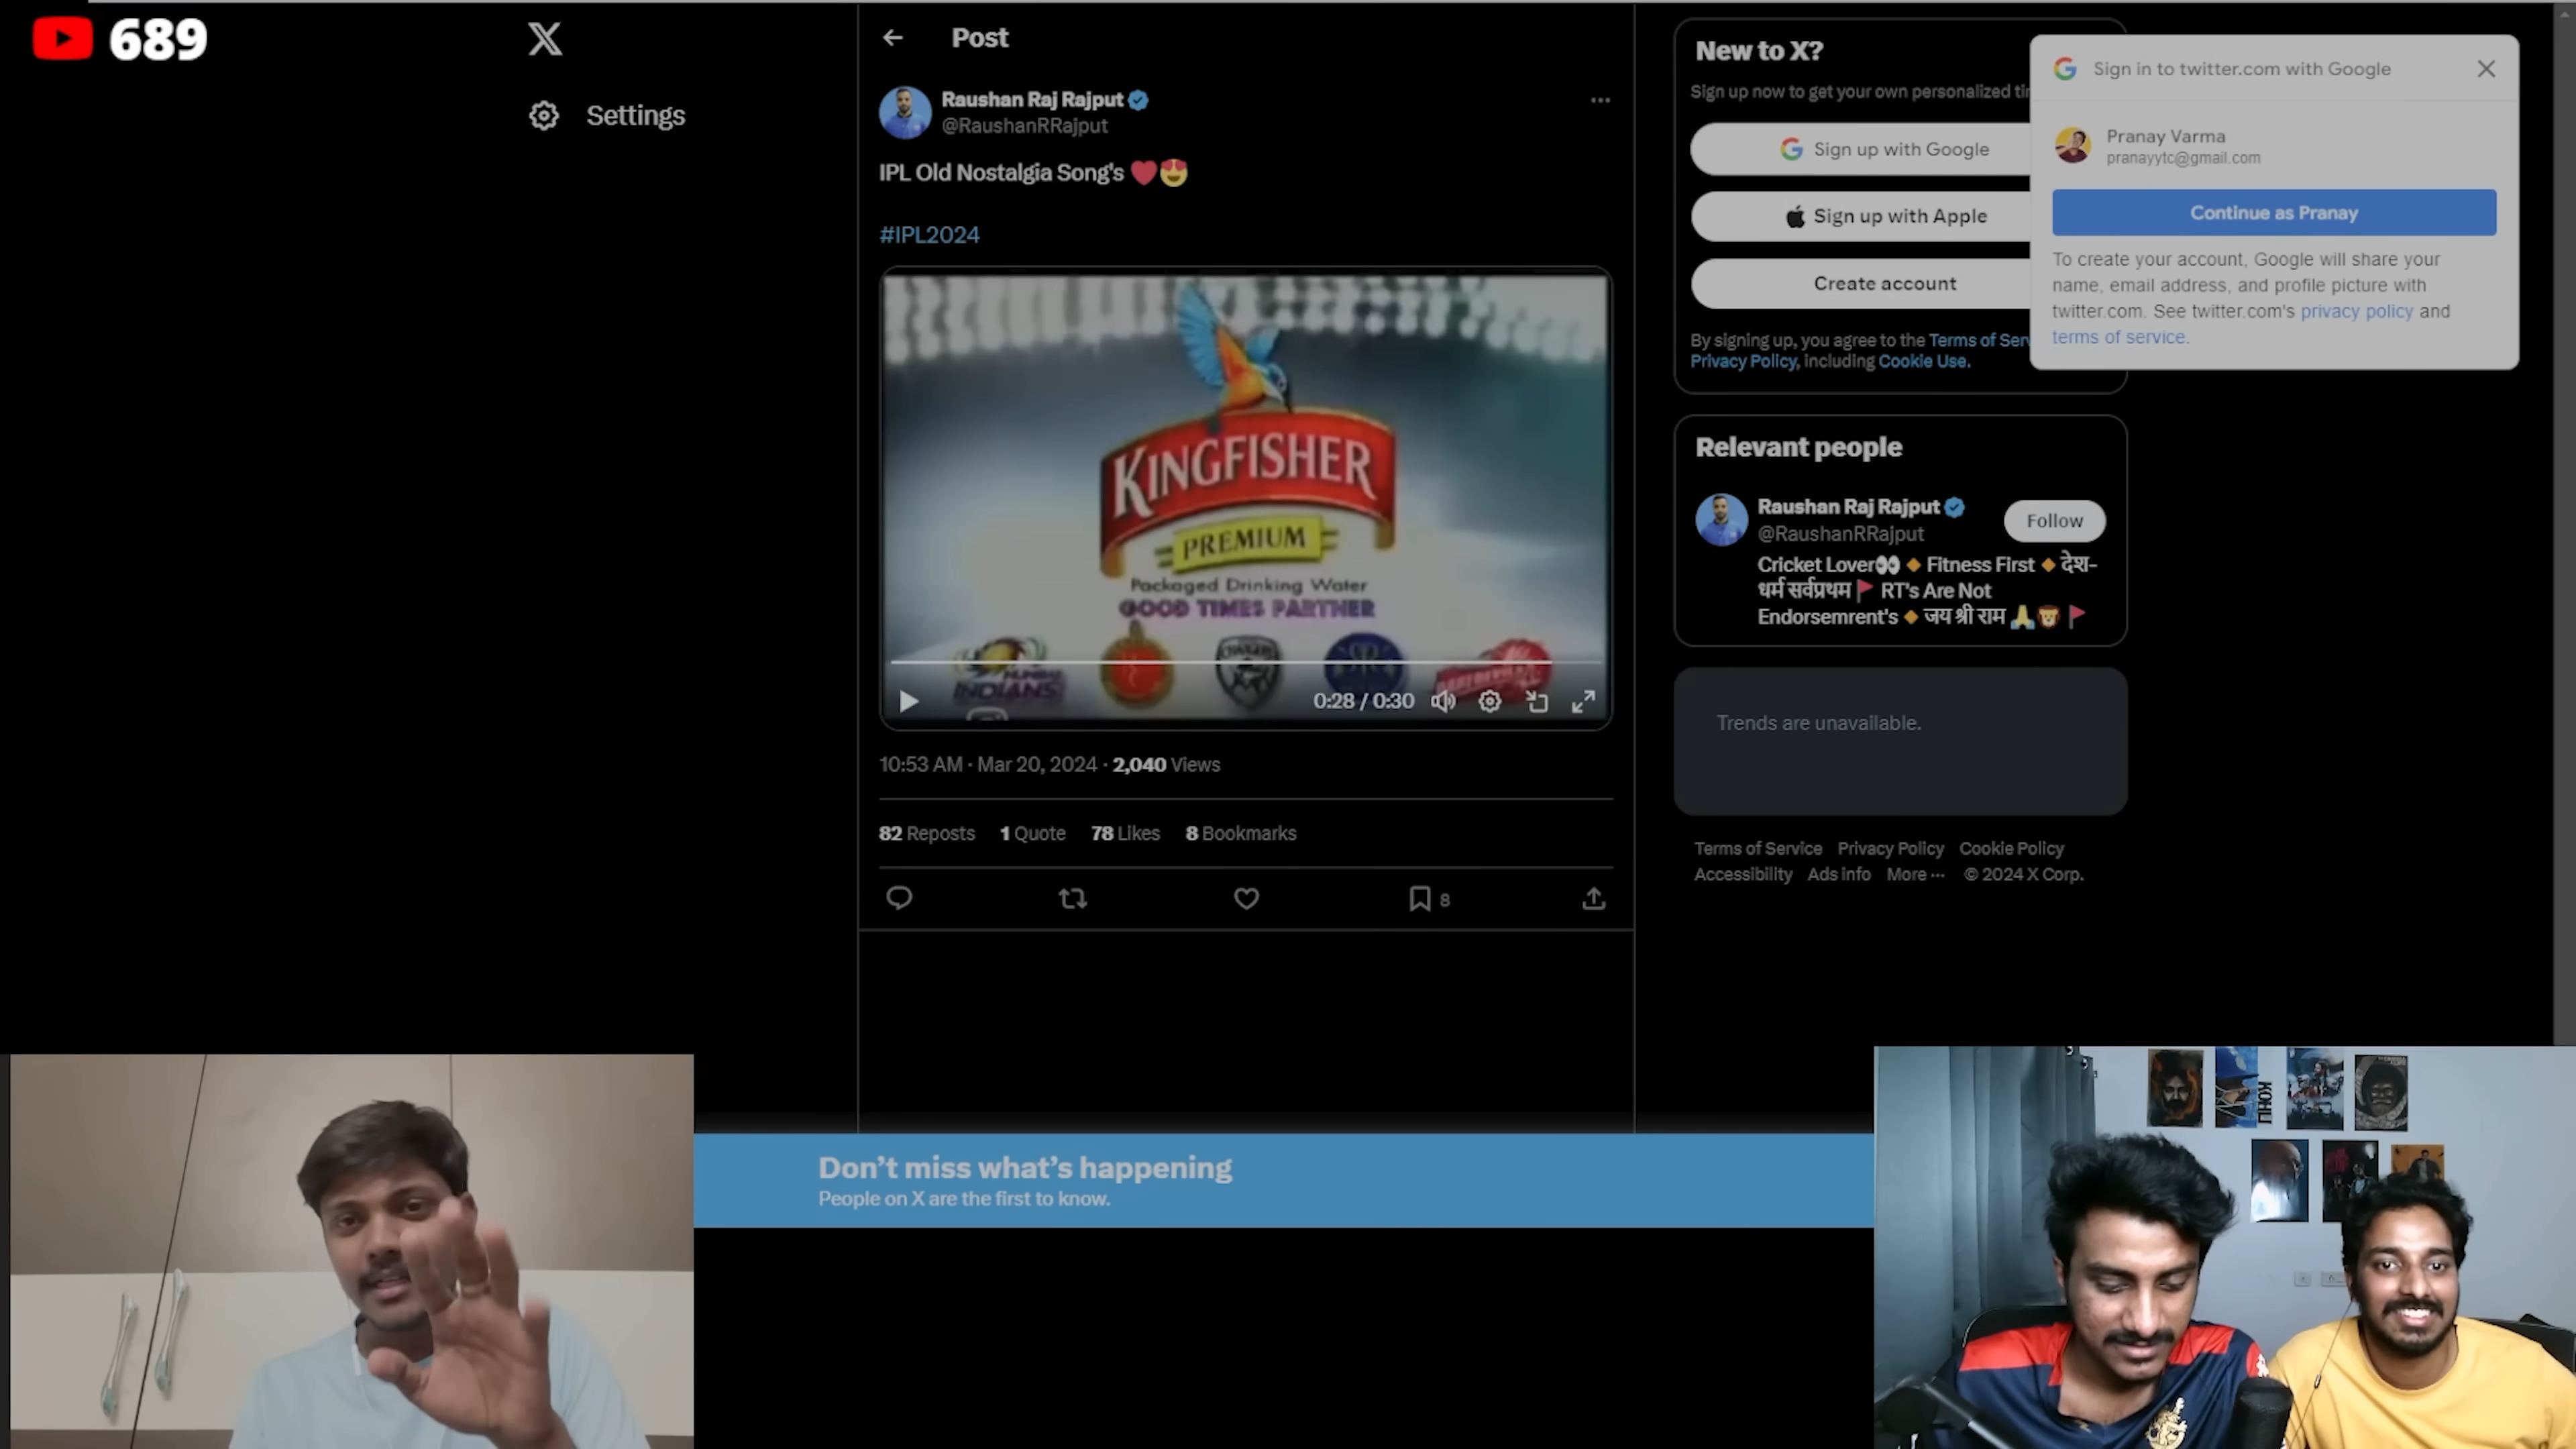 689
Settings
Post
Raushan Raj Rajput
@RaushanRRajput
IPL Old Nostalgia Song's
#IPL2024
KINGFISHER
PREMIUM
Packaged Drinking Water
GOOD TIMES PARTNER
MUMBAI
INDIANS
CHARGERS
DAREDEVILS
0:28 / 0:30
10:53 AM · Mar 20, 2024 · 2,040 Views
82 Reposts 1 Quote 78 Likes 8 Bookmarks
8
New to X?
Sign up now to get your own personalized
Sign up with Google
Sign up with Apple
Create account
By signing up, you agree to the Terms of
Privacy Policy, including Cookie Use.
Sign in to twitter.com with Google
Pranay Varma
pranayytc@gmail.com
Continue as Pranay
To create your account, Google will share your
name, email address, and profile picture with
twitter.com. See twitter.com's privacy policy and
terms of service.
Relevant people
Raushan Raj Rajput
@RaushanRRajput
Follow
Cricket Lover👀 🔸 Fitness First 🔸 देश-
धर्म सर्वप्रथम 🚩 RT's Are Not
Endorsemrent's 🔸 जय श्री राम 🙏🦁🚩
Trends are unavailable.
Terms of Service Privacy Policy Cookie Policy
Accessibility Ads info More ··· © 2024 X Corp.
Don't miss what's happening
People on X are the first to know.
KOHLI